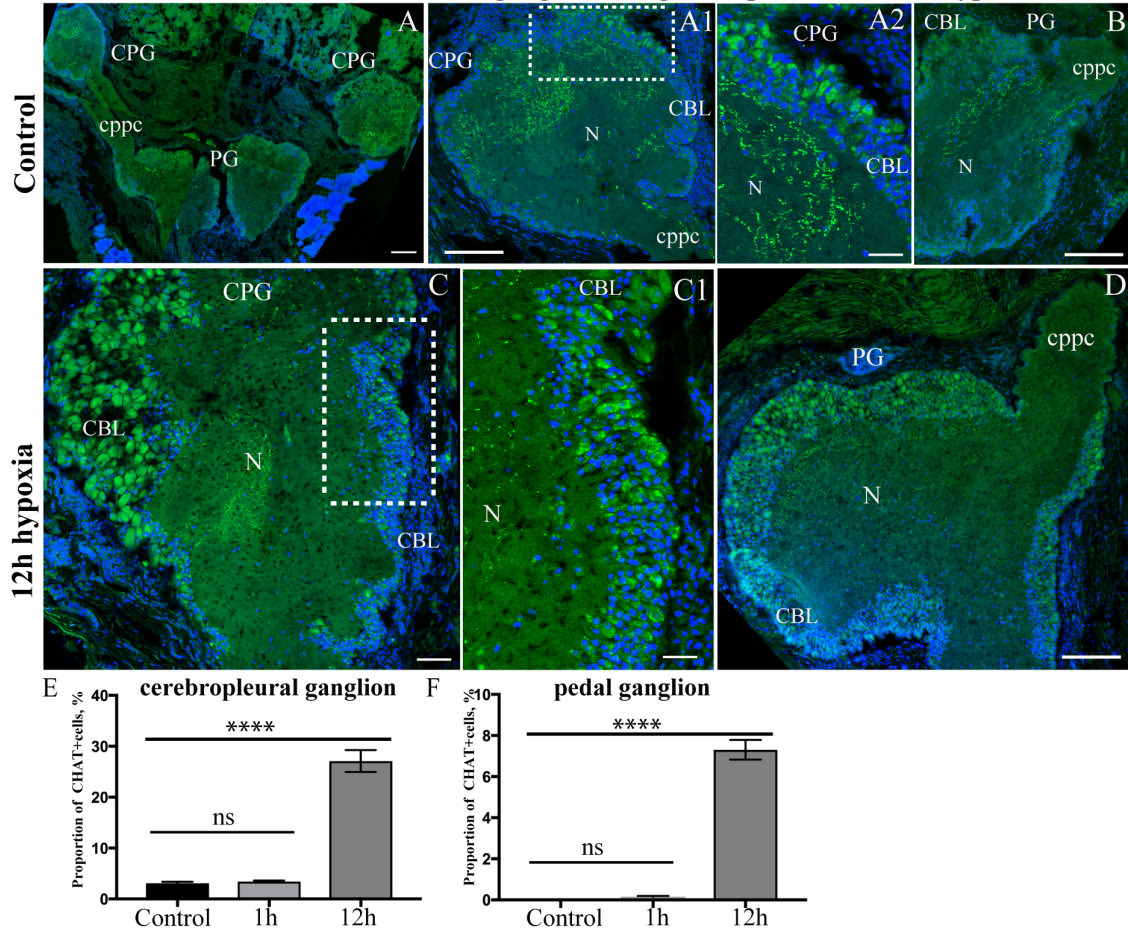 A
CPG
CPG
cppc
PG
A1
CPG
CBL
N
cppc
A2
CPG
CBL
N
CBL
PG
B
cppc
N
Control
C
CPG
CBL
N
CBL
C1
CBL
N
D
cppc
PG
N
CBL
12h hypoxia
E
cerebropleural ganglion
Proportion of CHAT+cells, %
40
30
20
10
0
****
ns
Control 1h 12h
F
pedal ganglion
Proportion of CHAT+cells, %
10
8
6
4
2
0
****
ns
Control 1h 12h